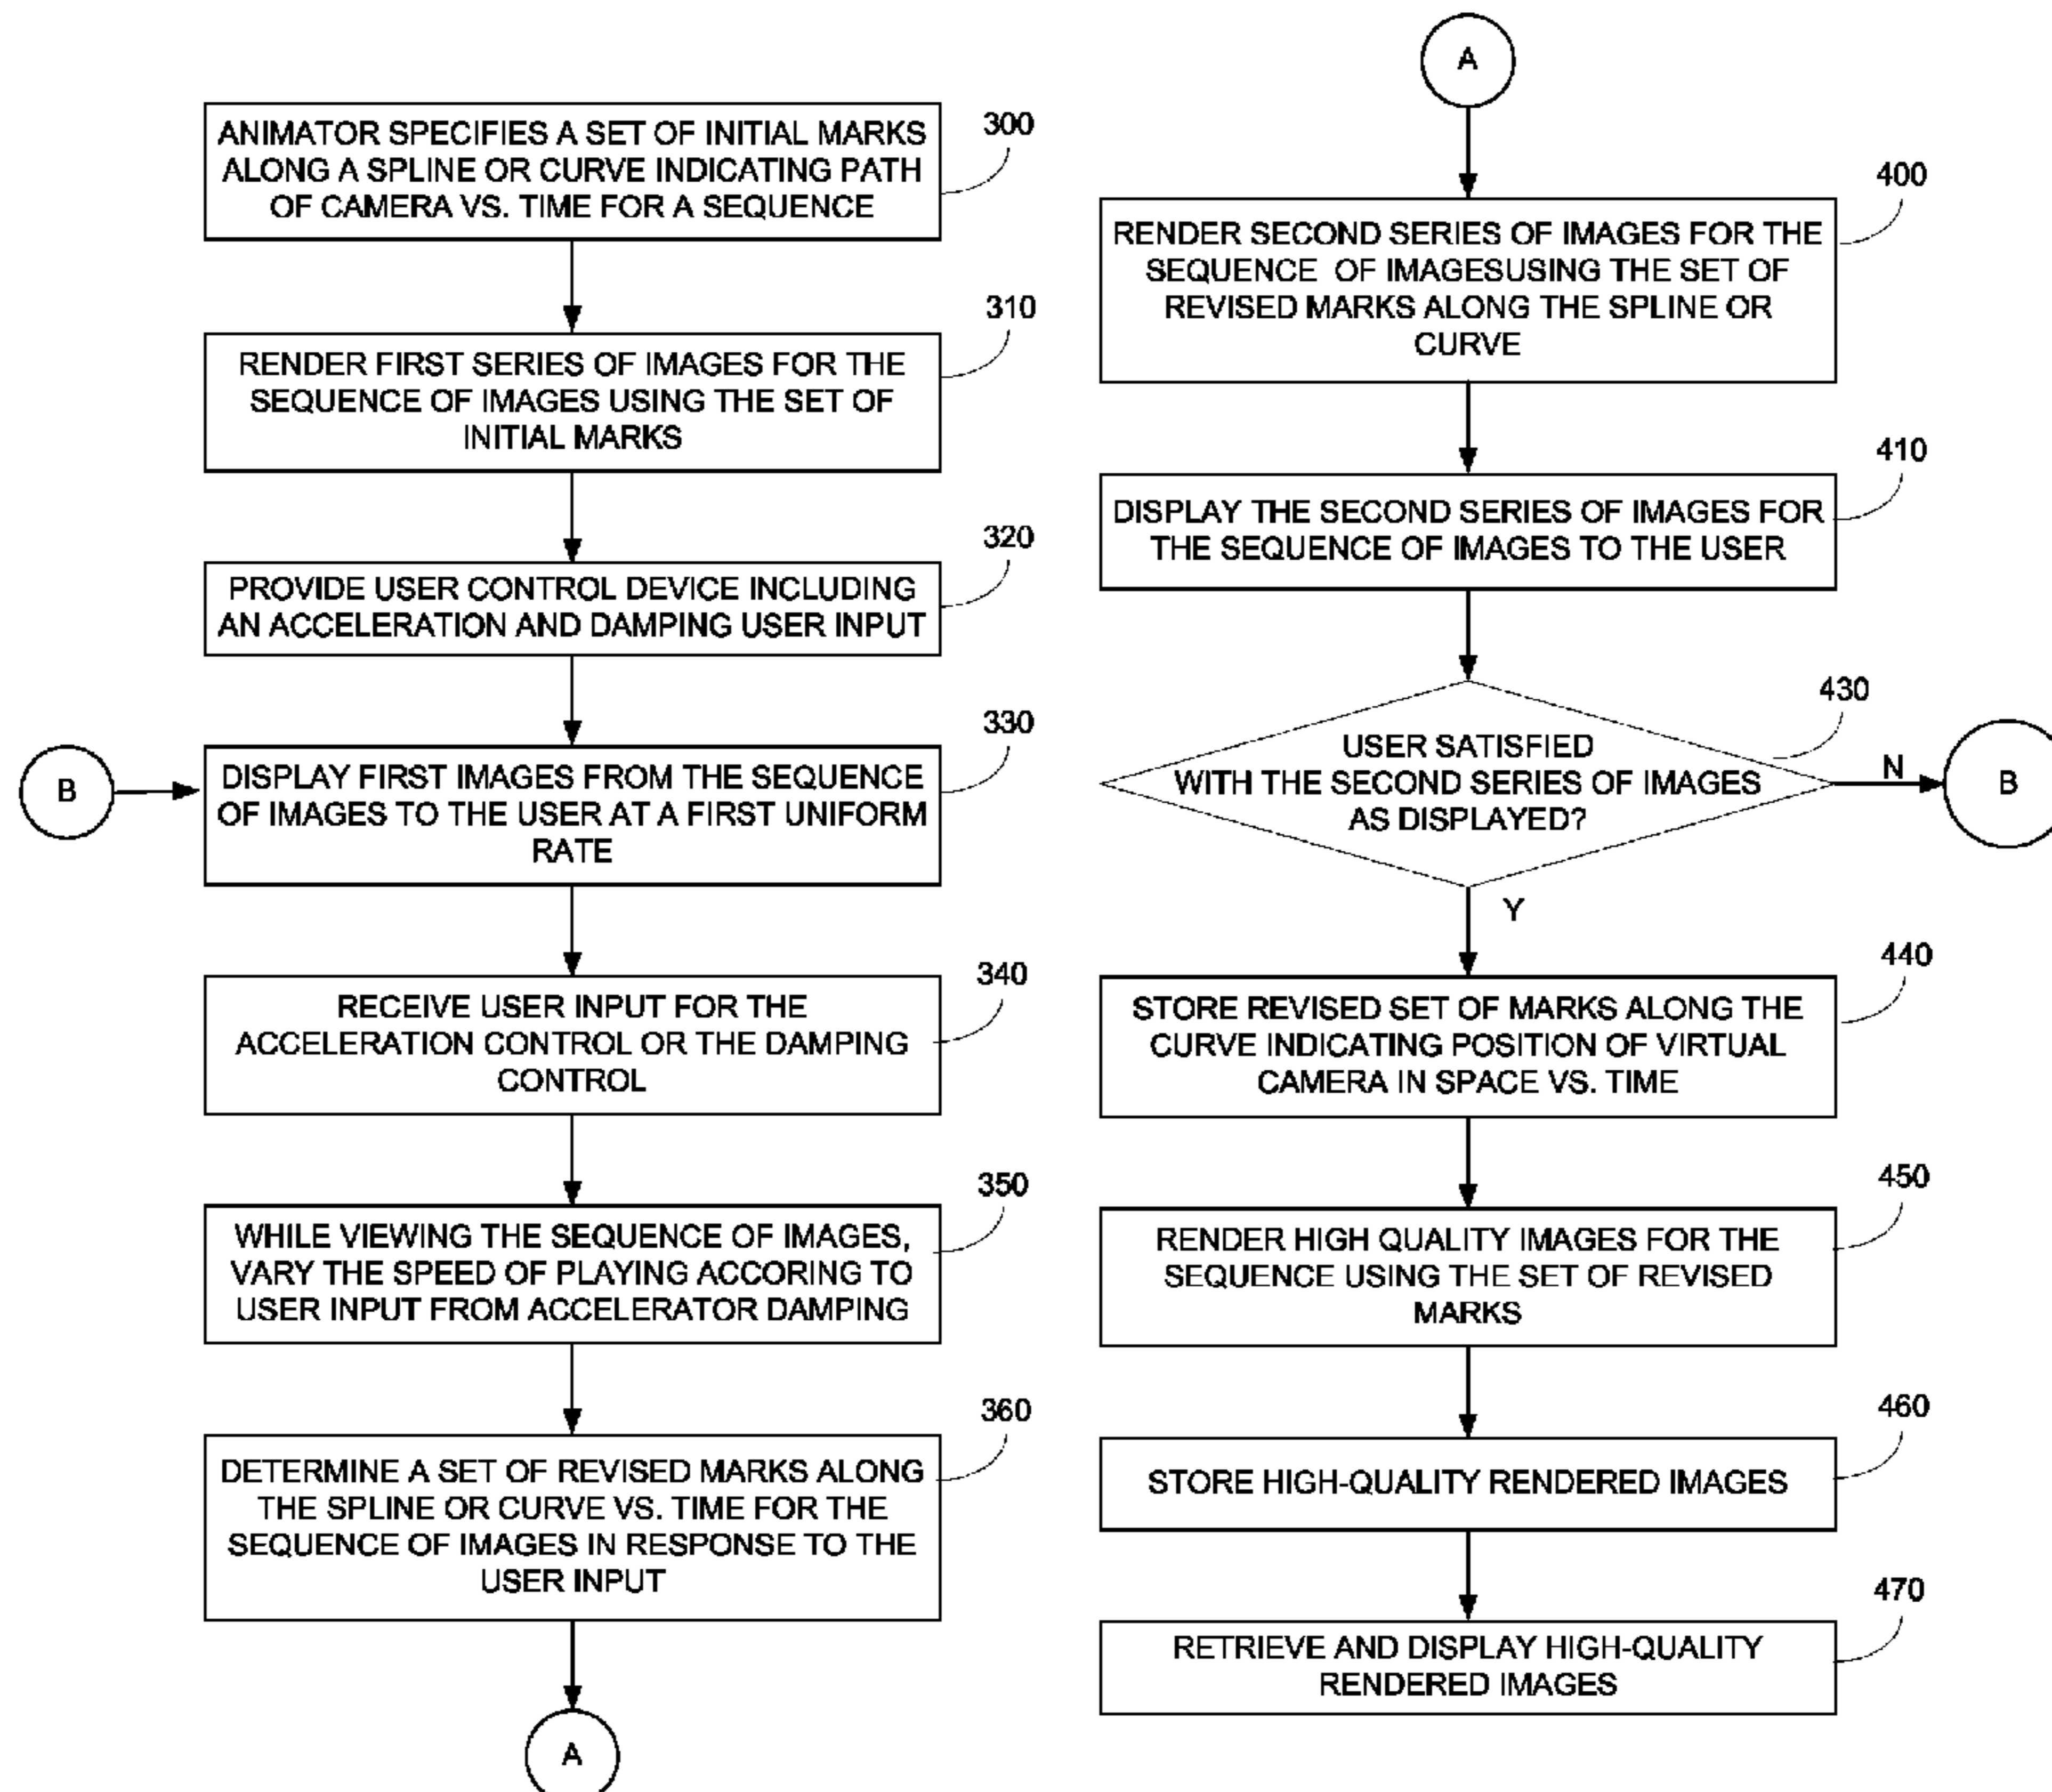 ANIMATOR SPECIFIES A SET OF INITIAL MARKS
ALONG A SPLINE OR CURVE INDICATING PATH
OF CAMERA VS. TIME FOR A SEQUENCE
300
RENDER FIRST SERIES OF IMAGES FOR THE
SEQUENCE OF IMAGES USING THE SET OF
INITIAL MARKS
310
PROVIDE USER CONTROL DEVICE INCLUDING
AN ACCELERATION AND DAMPING USER INPUT
320
B
DISPLAY FIRST IMAGES FROM THE SEQUENCE
OF IMAGES TO THE USER AT A FIRST UNIFORM
RATE
330
RECEIVE USER INPUT FOR THE
ACCELERATION CONTROL OR THE DAMPING
CONTROL
340
WHILE VIEWING THE SEQUENCE OF IMAGES,
VARY THE SPEED OF PLAYING ACCORING TO
USER INPUT FROM ACCELERATOR DAMPING
350
DETERMINE A SET OF REVISED MARKS ALONG
THE SPLINE OR CURVE VS. TIME FOR THE
SEQUENCE OF IMAGES IN RESPONSE TO THE
USER INPUT
360
A
A
RENDER SECOND SERIES OF IMAGES FOR THE
SEQUENCE OF IMAGESUSING THE SET OF
REVISED MARKS ALONG THE SPLINE OR
CURVE
400
DISPLAY THE SECOND SERIES OF IMAGES FOR
THE SEQUENCE OF IMAGES TO THE USER
410
USER SATISFIED
WITH THE SECOND SERIES OF IMAGES
AS DISPLAYED?
430
N
B
Y
STORE REVISED SET OF MARKS ALONG THE
CURVE INDICATING POSITION OF VIRTUAL
CAMERA IN SPACE VS. TIME
440
RENDER HIGH QUALITY IMAGES FOR THE
SEQUENCE USING THE SET OF REVISED
MARKS
450
STORE HIGH-QUALITY RENDERED IMAGES
460
RETRIEVE AND DISPLAY HIGH-QUALITY
RENDERED IMAGES
470